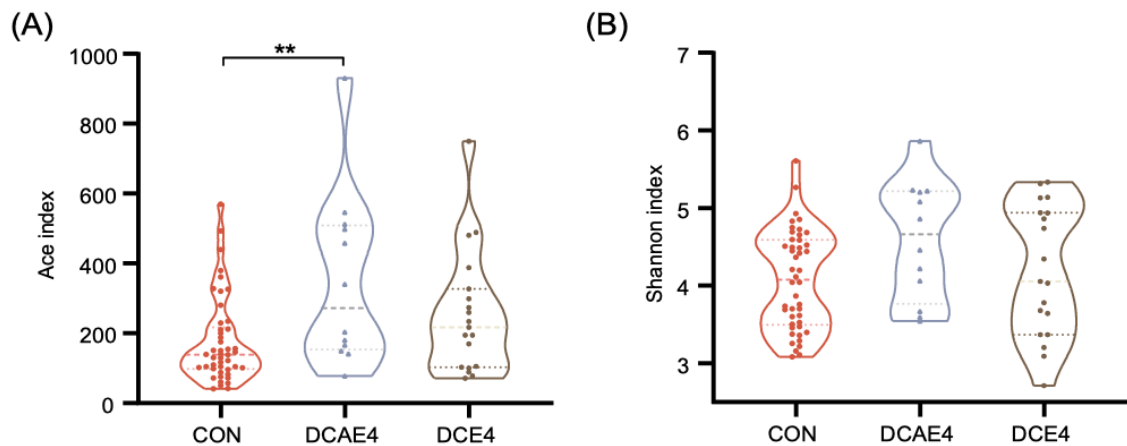 (A)
Ace index
1000
800
600
400
200
0
**
CON
DCAE4
DCE4
(B)
Shannon index
7
6
5
4
3
CON
DCAE4
DCE4